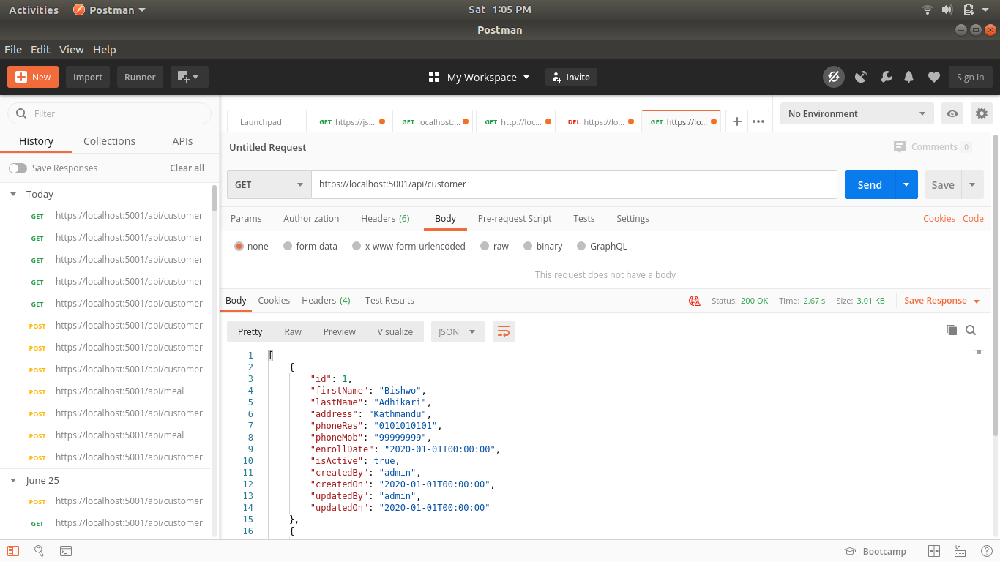 Activities Postman Sat 1:05 PM
Postman
File Edit View Help
New Import Runner My Workspace Invite Sign In
Filter
History Collections APIs
Save Responses Clear all
Today
GET https://localhost:5001/api/customer
GET https://localhost:5001/api/customer
GET https://localhost:5001/api/customer
GET https://localhost:5001/api/customer
GET https://localhost:5001/api/customer
POST https://localhost:5001/api/customer
POST https://localhost:5001/api/customer
POST https://localhost:5001/api/customer
POST https://localhost:5001/api/meal
POST https://localhost:5001/api/customer
POST https://localhost:5001/api/meal
POST https://localhost:5001/api/customer
June 25
POST https://localhost:5001/api/customer
GET https://localhost:5001/api/customer
Launchpad GET https://js... GET localhost:... GET http://loc... DEL https://lo... GET https://lo... No Environment
Untitled Request Comments 0
GET https://localhost:5001/api/customer Send Save
Params Authorization Headers (6) Body Pre-request Script Tests Settings Cookies Code
none form-data x-www-form-urlencoded raw binary GraphQL
This request does not have a body
Body Cookies Headers (4) Test Results Status: 200 OK Time: 2.67 s Size: 3.01 KB Save Response
Pretty Raw Preview Visualize JSON
1 [
2 {
3 "id": 1,
4 "firstName": "Bishwo",
5 "lastName": "Adhikari",
6 "address": "Kathmandu",
7 "phoneRes": "0101010101",
8 "phoneMob": "99999999",
9 "enrollDate": "2020-01-01T00:00:00",
10 "isActive": true,
11 "createdBy": "admin",
12 "createdOn": "2020-01-01T00:00:00",
13 "updatedBy": "admin",
14 "updatedOn": "2020-01-01T00:00:00"
15 },
16 {
Bootcamp